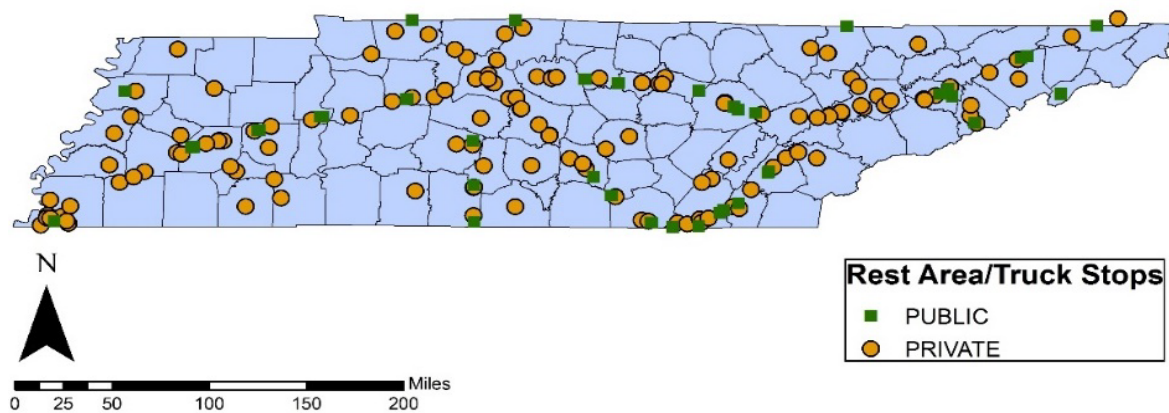 N
Miles
0 25 50 100 150 200
Rest Area/Truck Stops
PUBLIC
PRIVATE